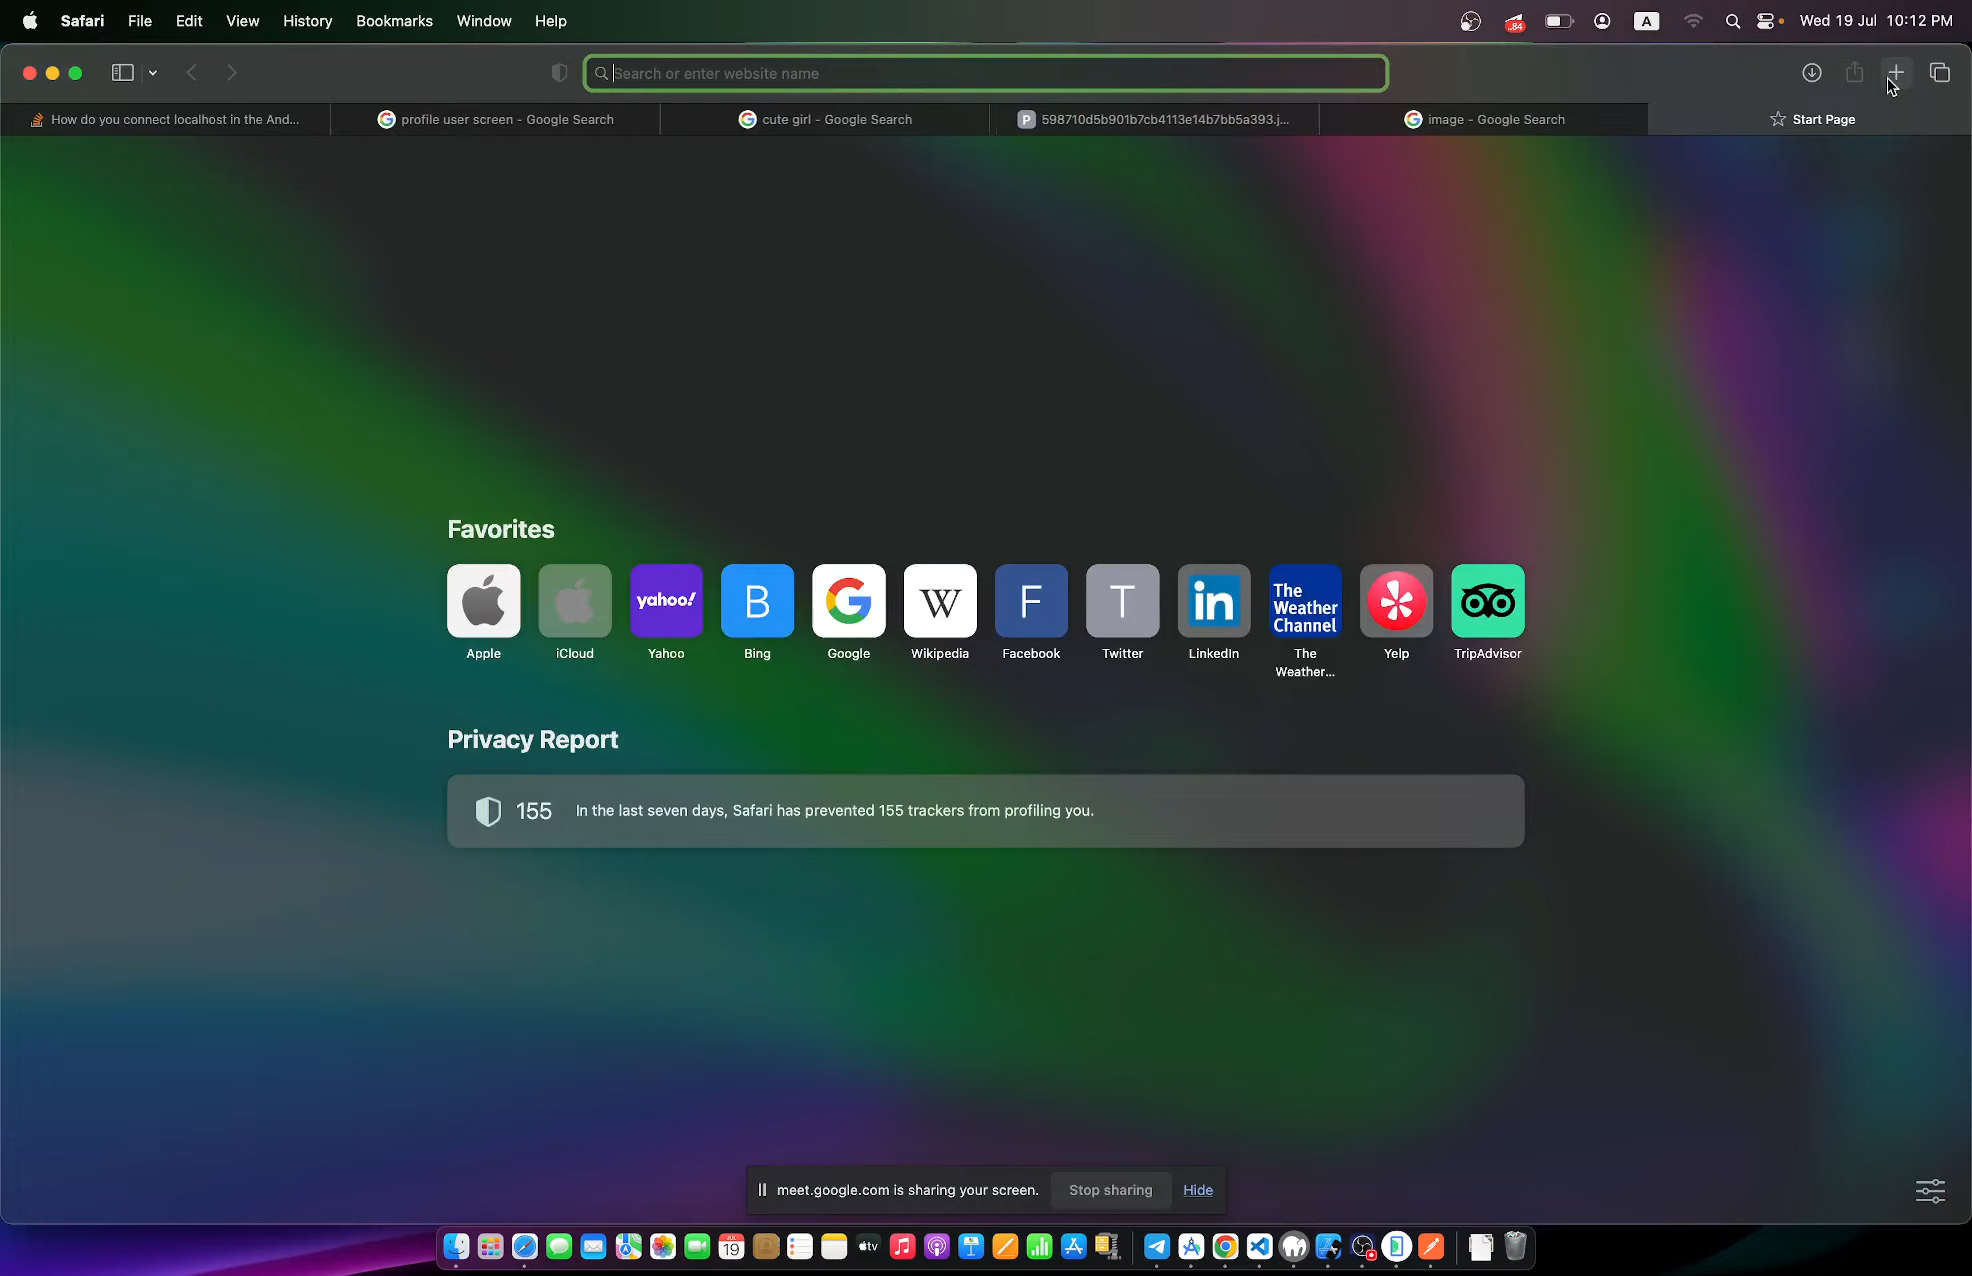 Safari File Edit View History Bookmarks Window Help
84 A Wed 19 Jul 10:12 PM
Search or enter website name
How do you connect localhost in the And...
profile user screen - Google Search
cute girl - Google Search
P 598710d5b901b7cb4113e14b7bb5a393.j...
image - Google Search
Start Page
Favorites
yahoo! B W F T in The Weather Channel
Apple iCloud Yahoo Bing Google Wikipedia Facebook Twitter LinkedIn The Weather... Yelp TripAdvisor
Privacy Report
155 In the last seven days, Safari has prevented 155 trackers from profiling you.
meet.google.com is sharing your screen. Stop sharing Hide
19 tv